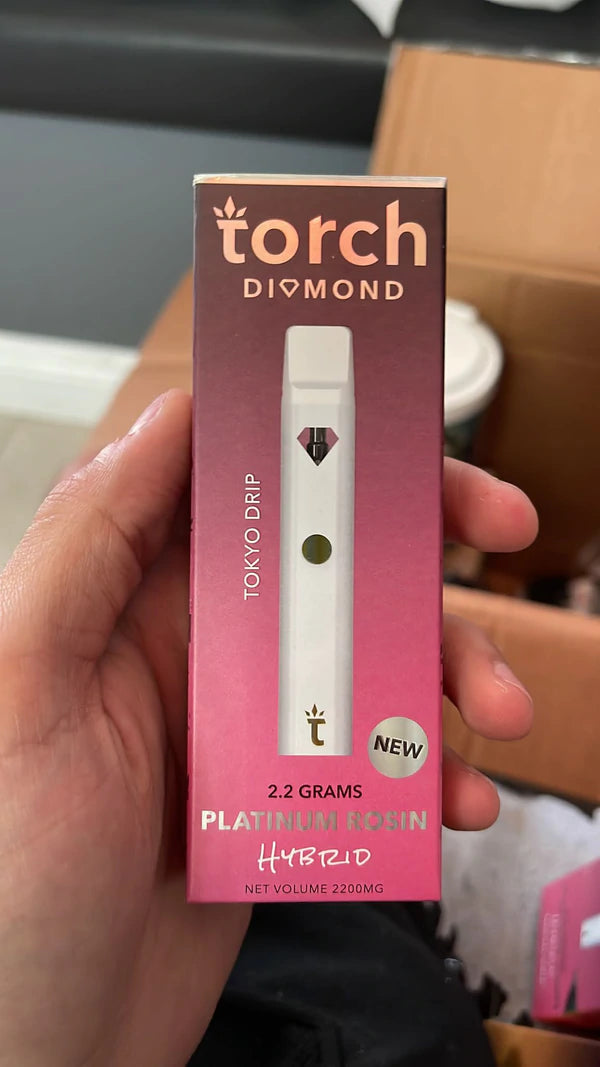 torch
DIAMOND
TOKYO DRIP
NEW
2.2 GRAMS
PLATINUM ROSIN
HYBRID
NET VOLUME 2200MG